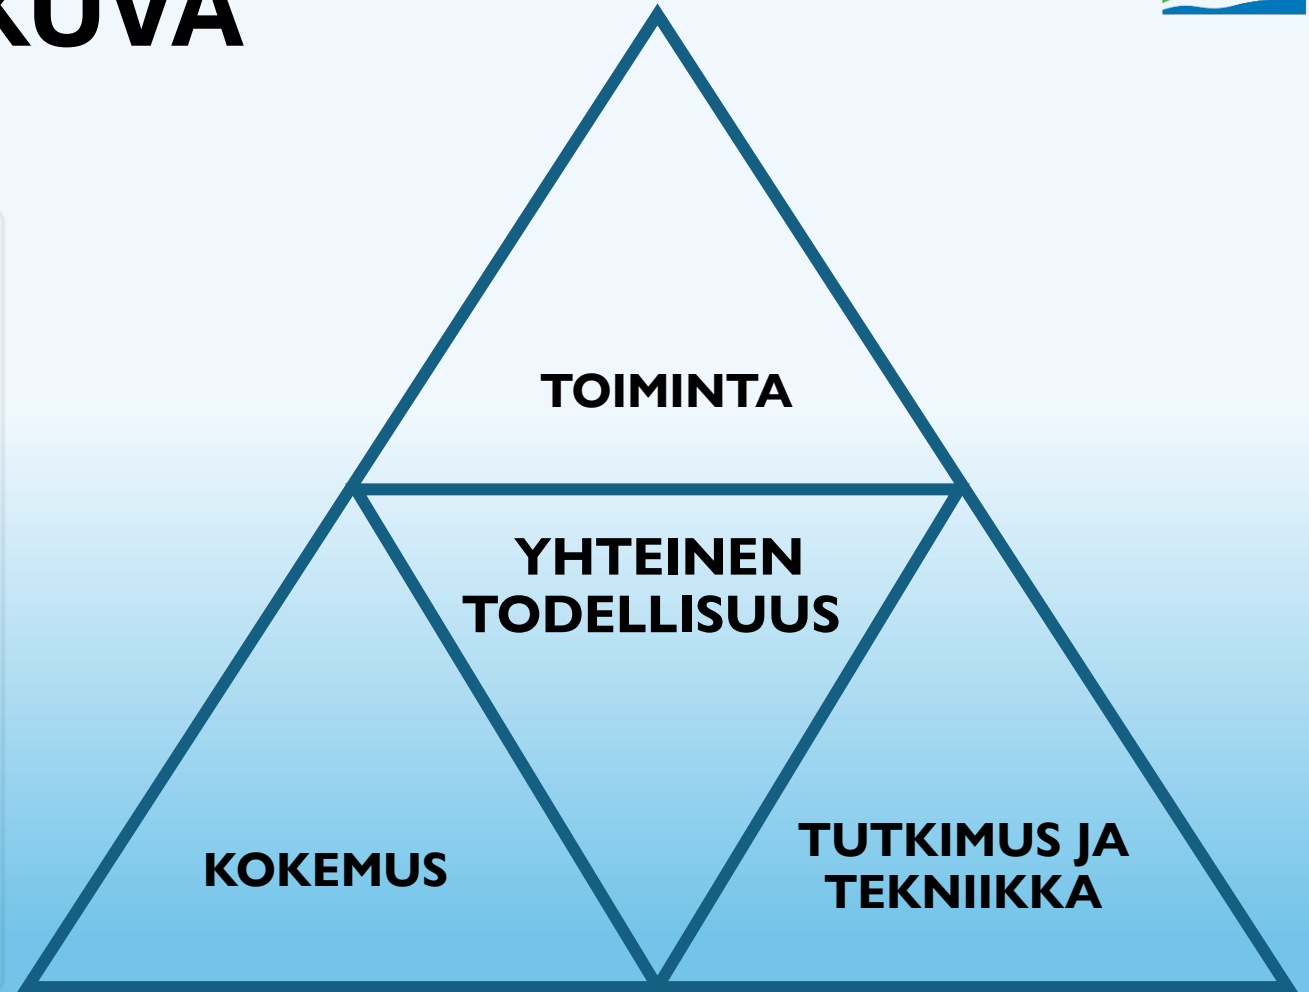 KUVA
TOIMINTA
YHTEINEN
TODELLISUUS
KOKEMUS
TUTKIMUS JA
TEKNIIKKA